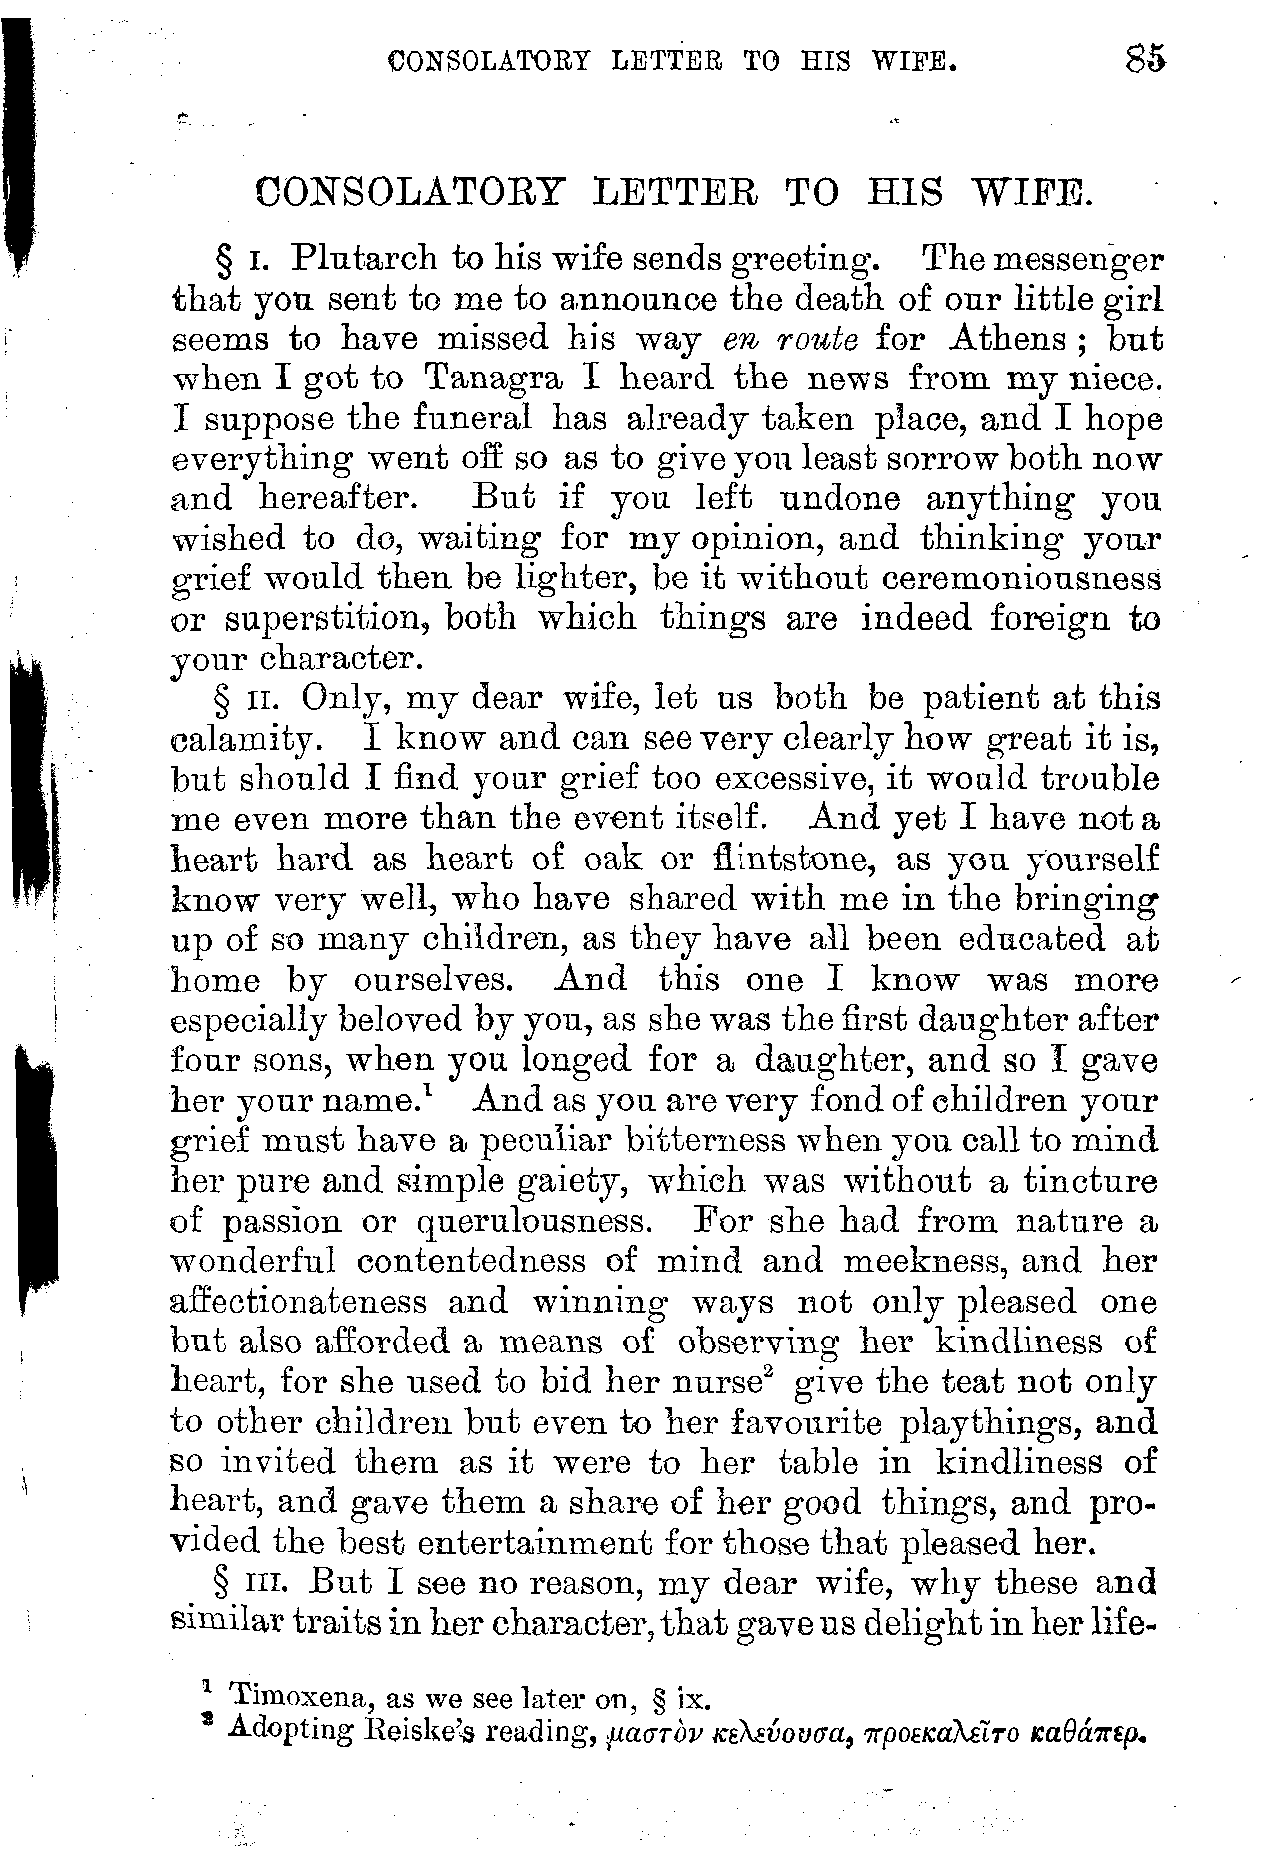 CONSOLATORY LETTER TO HIS WIFE. 85
CONSOLATORY LETTER TO HIS WIFE.
§ I. Plutarch to his wife sends greeting. The messenger
that you sent to me to announce the death of our little girl
seems to have missed his way en route for Athens ; but
when I got to Tanagra I heard the news from my niece.
I suppose the funeral has already taken place, and I hope
everything went off so as to give you least sorrow both now
and hereafter. But if you left undone anything you
wished to do, waiting for my opinion, and thinking your
grief would then be lighter, be it without ceremoniousness
or superstition, both which things are indeed foreign to
your character.
§ II. Only, my dear wife, let us both be patient at this
calamity. I know and can see very clearly how great it is,
but should I find your grief too excessive, it would trouble
me even more than the event itself. And yet I have not a
heart hard as heart of oak or flintstone, as you yourself
know very well, who have shared with me in the bringing
up of so many children, as they have all been educated at
home by ourselves. And this one I know was more
especially beloved by you, as she was the first daughter after
four sons, when you longed for a daughter, and so I gave
her your name.¹ And as you are very fond of children your
grief must have a peculiar bitterness when you call to mind
her pure and simple gaiety, which was without a tincture
of passion or querulousness. For she had from nature a
wonderful contentedness of mind and meekness, and her
affectionateness and winning ways not only pleased one
but also afforded a means of observing her kindliness of
heart, for she used to bid her nurse² give the teat not only
to other children but even to her favourite playthings, and
so invited them as it were to her table in kindliness of
heart, and gave them a share of her good things, and pro-
vided the best entertainment for those that pleased her.
§ III. But I see no reason, my dear wife, why these and
similar traits in her character, that gave us delight in her life-
¹ Timoxena, as we see later on, § ix.
² Adopting Reiske's reading, μαστὸν κελεύουσα, προεκαλεῖτο καθάπερ.